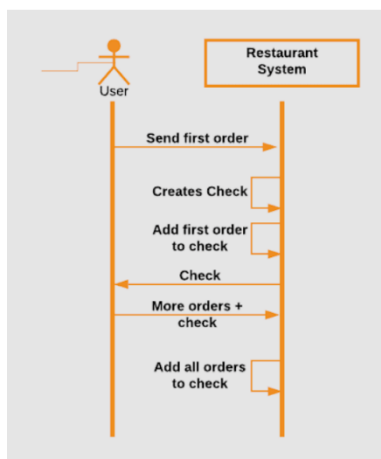 Restaurant
System
User
Send first order
Creates Check
Add first order
to check
Check
More orders +
check
Add all orders
to check